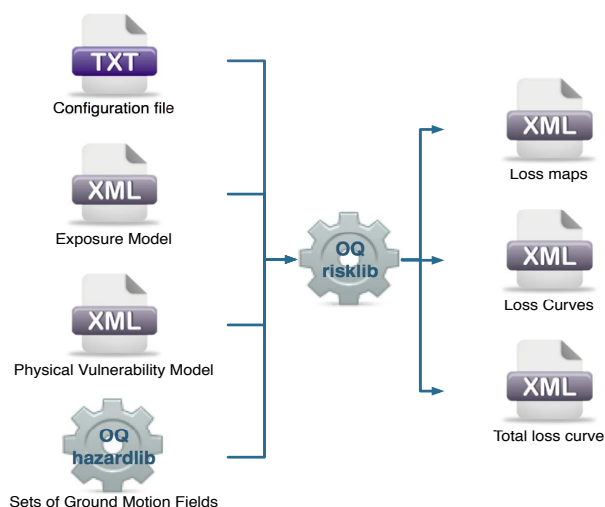 TXT
Configuration file
XML
Exposure Model
XML
Physical Vulnerability Model
OQ
hazardlib
Sets of Ground Motion Fields
OQ
risklib
XML
Loss maps
XML
Loss Curves
XML
Total loss curve